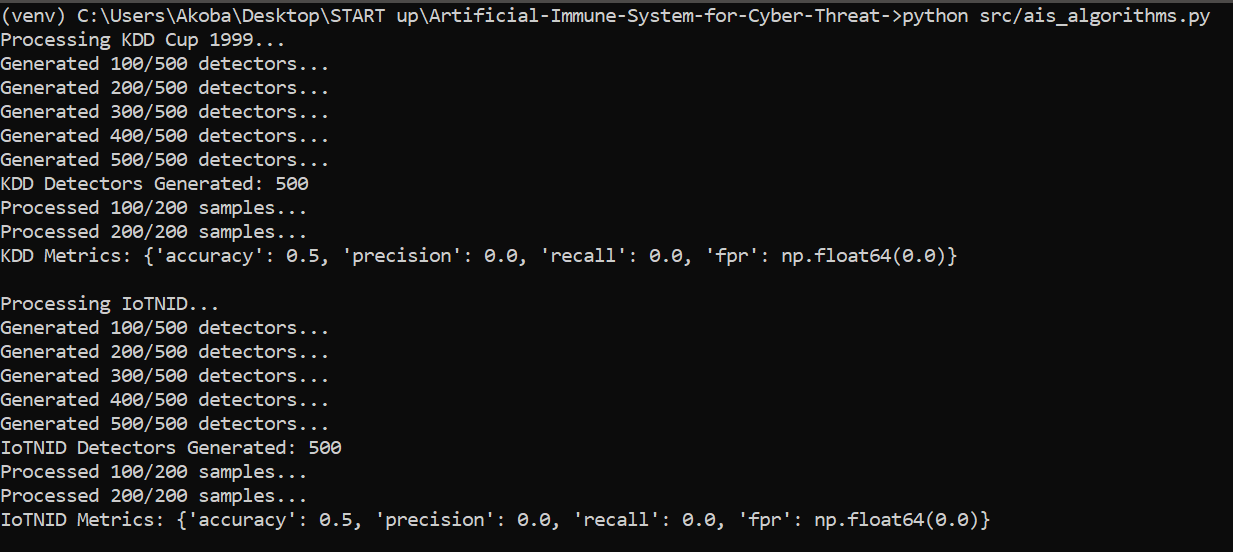 (venv) C:\Users\Akoba\Desktop\START up\Artificial-Immune-System-for-Cyber-Threat->python src/ais_algorithms.py
Processing KDD Cup 1999...
Generated 100/500 detectors...
Generated 200/500 detectors...
Generated 300/500 detectors...
Generated 400/500 detectors...
Generated 500/500 detectors...
KDD Detectors Generated: 500
Processed 100/200 samples...
Processed 200/200 samples...
KDD Metrics: {'accuracy': 0.5, 'precision': 0.0, 'recall': 0.0, 'fpr': np.float64(0.0)}
Processing IoTNID...
Generated 100/500 detectors...
Generated 200/500 detectors...
Generated 300/500 detectors...
Generated 400/500 detectors...
Generated 500/500 detectors...
IoTNID Detectors Generated: 500
Processed 100/200 samples...
Processed 200/200 samples...
IoTNID Metrics: {'accuracy': 0.5, 'precision': 0.0, 'recall': 0.0, 'fpr': np.float64(0.0)}